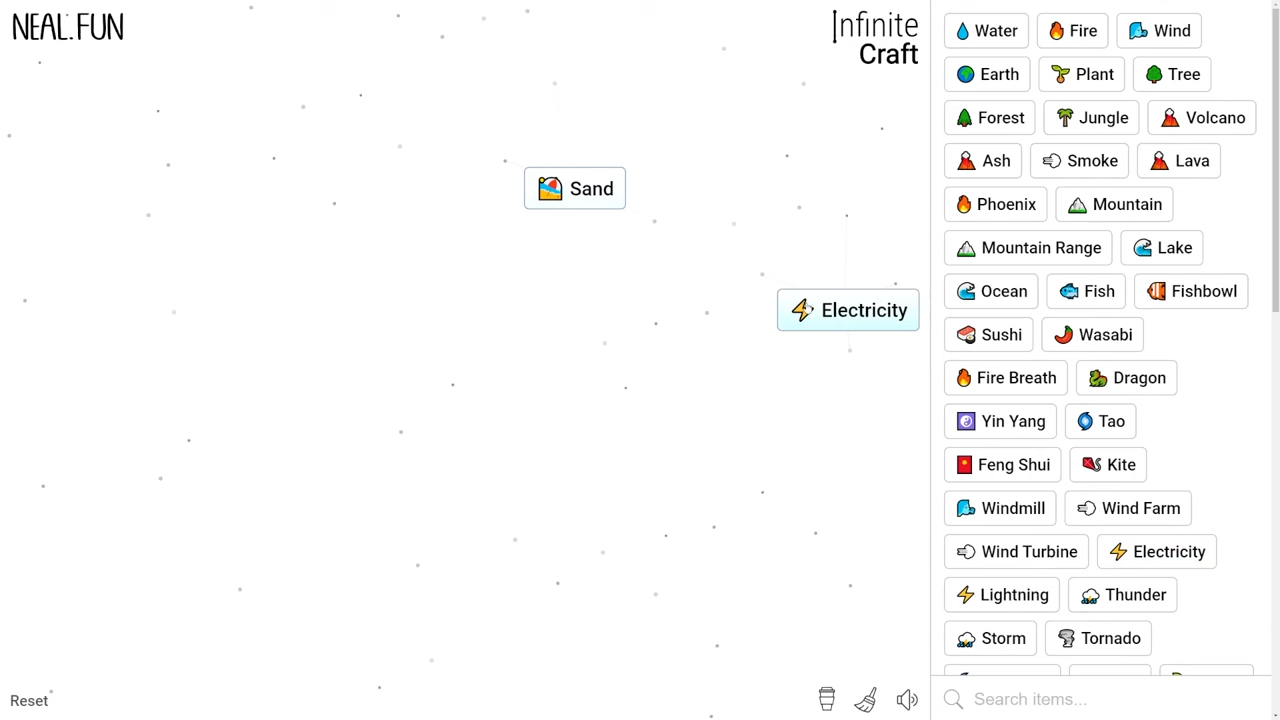 NEAL.FUN
Infinite
Craft
Sand
Electricity
Reset
Water Fire Wind
Earth Plant Tree
Forest Jungle Volcano
Ash Smoke Lava
Phoenix Mountain
Mountain Range Lake
Ocean Fish Fishbowl
Sushi Wasabi
Fire Breath Dragon
Yin Yang Tao
Feng Shui Kite
Windmill Wind Farm
Wind Turbine Electricity
Lightning Thunder
Storm Tornado
Search items...